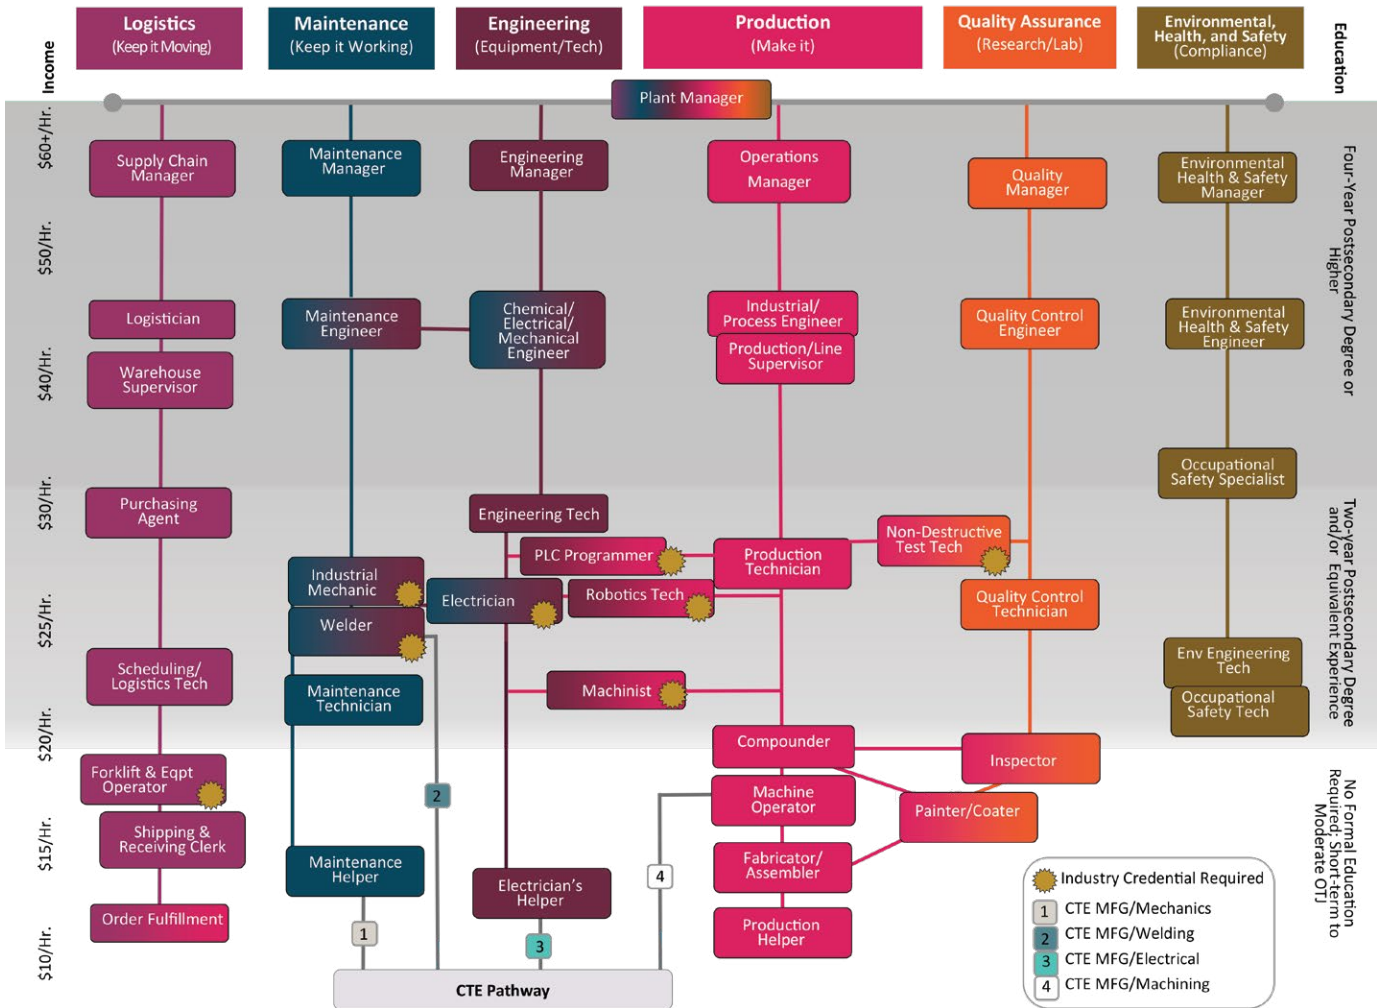 Logistics
(Keep it Moving)
Maintenance
(Keep it Working)
Engineering
(Equipment/Tech)
Production
(Make it)
Quality Assurance
(Research/Lab)
Environmental,
Health, and Safety
(Compliance)
Income
Education
Plant Manager
$60+/Hr.
$50/Hr.
$40/Hr.
$30/Hr.
$25/Hr.
$20/Hr.
$15/Hr.
$10/Hr.
Supply Chain
Manager
Logistician
Warehouse
Supervisor
Purchasing
Agent
Scheduling/
Logistics Tech
Forklift & Eqpt
Operator
Shipping &
Receiving Clerk
Order Fulfillment
Maintenance
Manager
Maintenance
Engineer
Industrial
Mechanic
Welder
Maintenance
Technician
Maintenance
Helper
Engineering
Manager
Chemical/
Electrical/
Mechanical
Engineer
Engineering Tech
PLC Programmer
Electrician
Robotics Tech
Machinist
Electrician's
Helper
Operations
Manager
Industrial/
Process Engineer
Production/Line
Supervisor
Production
Technician
Compounder
Machine
Operator
Fabricator/
Assembler
Production
Helper
Quality
Manager
Quality Control
Engineer
Non-Destructive
Test Tech
Quality Control
Technician
Inspector
Painter/Coater
Environmental
Health & Safety
Manager
Environmental
Health & Safety
Engineer
Occupational
Safety Specialist
Env Engineering
Tech
Occupational
Safety Tech
Four-Year Postsecondary Degree or
Higher
Two-year Postsecondary Degree
and/or Equivalent Experience
No Formal Education
Required; Short-term to
Moderate OTJ
1
2
3
4
CTE Pathway
Industry Credential Required
1 CTE MFG/Mechanics
2 CTE MFG/Welding
3 CTE MFG/Electrical
4 CTE MFG/Machining